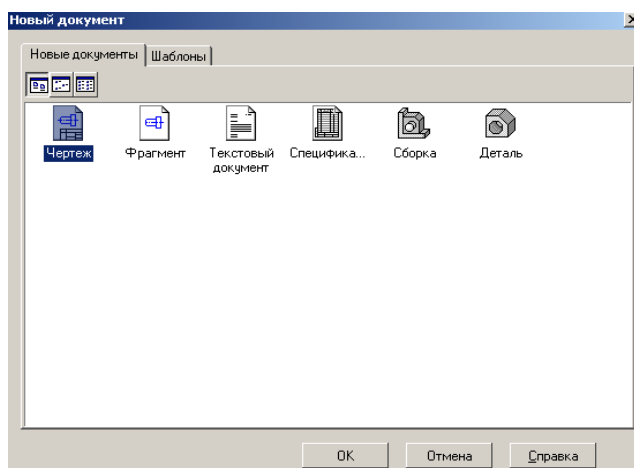 Новый документ
Новые документы Шаблоны
Чертеж Фрагмент Текстовый документ Специфика... Сборка Деталь
OK Отмена Справка